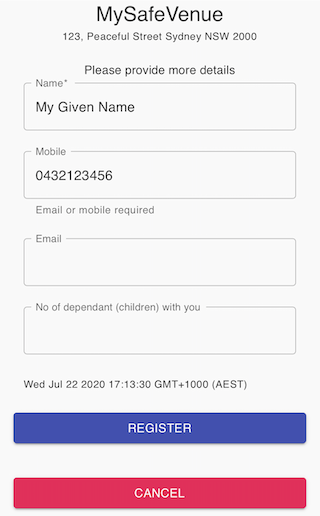 MySafeVenue
123, Peaceful Street Sydney NSW 2000
Please provide more details
Name*
My Given Name
Mobile
0432123456
Email or mobile required
Email
No of dependant (children) with you
Wed Jul 22 2020 17:13:30 GMT+1000 (AEST)
REGISTER
CANCEL